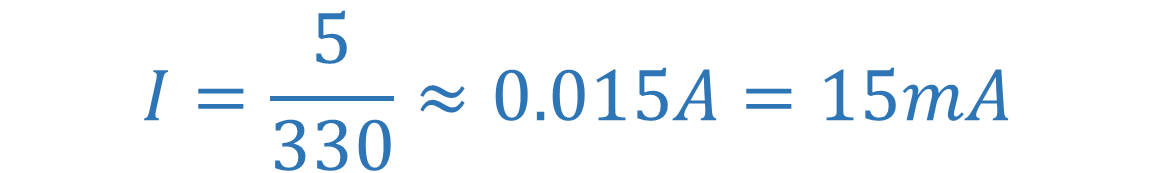 I = 5/330 ≈ 0.015A = 15mA